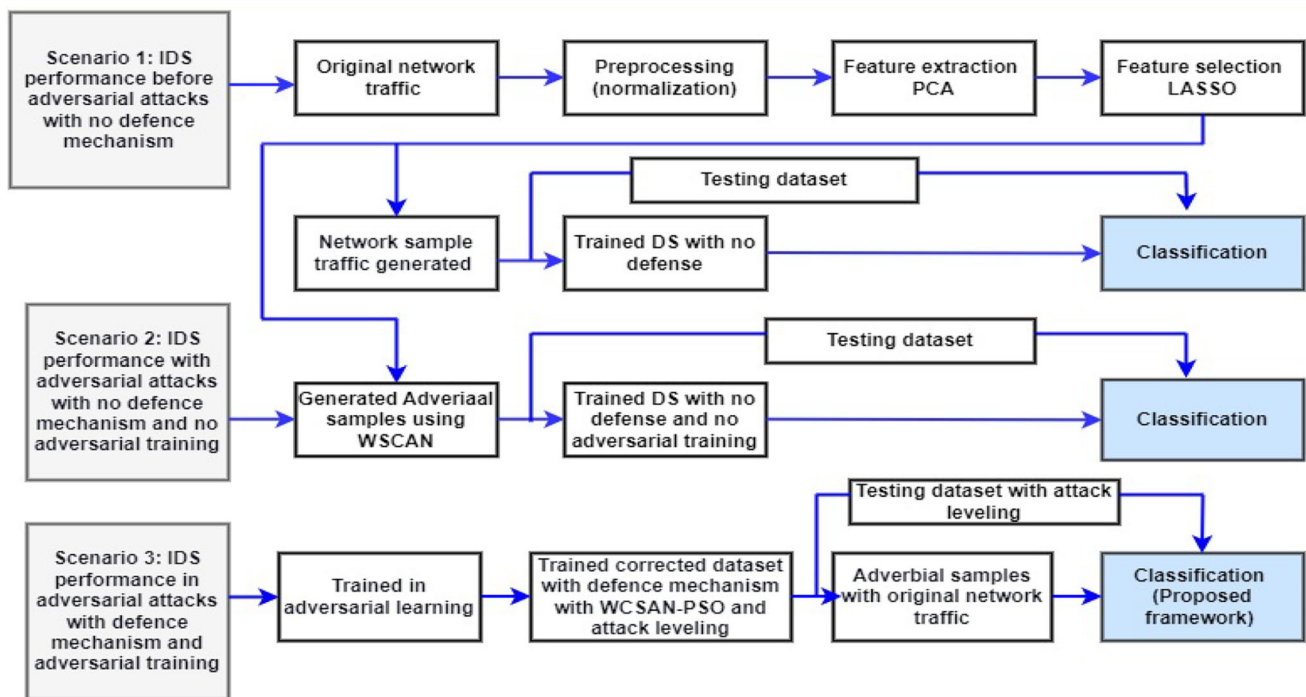 Scenario 1: IDS
performance before
adversarial attacks
with no defence
mechanism.
Original network
traffic
Preprocessing
(normalization)
Feature extraction
PCA
Feature selection
LASSO
Testing dataset
Network sample
traffic generated
Trained DS with no
defense
Classification
Scenario 2: IDS
performance with
adversarial attacks
with no defence
mechanism and no
adversarial training
Testing dataset
Generated Adveriaal
samples using
WSCAN
Trained DS with no
defense and no
adversarial training
Classification
Scenario 3: IDS
performance in
adversarial attacks
with defence
mechanism and
adversarial training
Testing dataset with attack
leveling
Trained in
adversarial learning
Trained corrected dataset
with defence mechanism
with WCSAN-PSO and
attack leveling
Adverbial samples
with original network
traffic
Classification
(Proposed
framework)